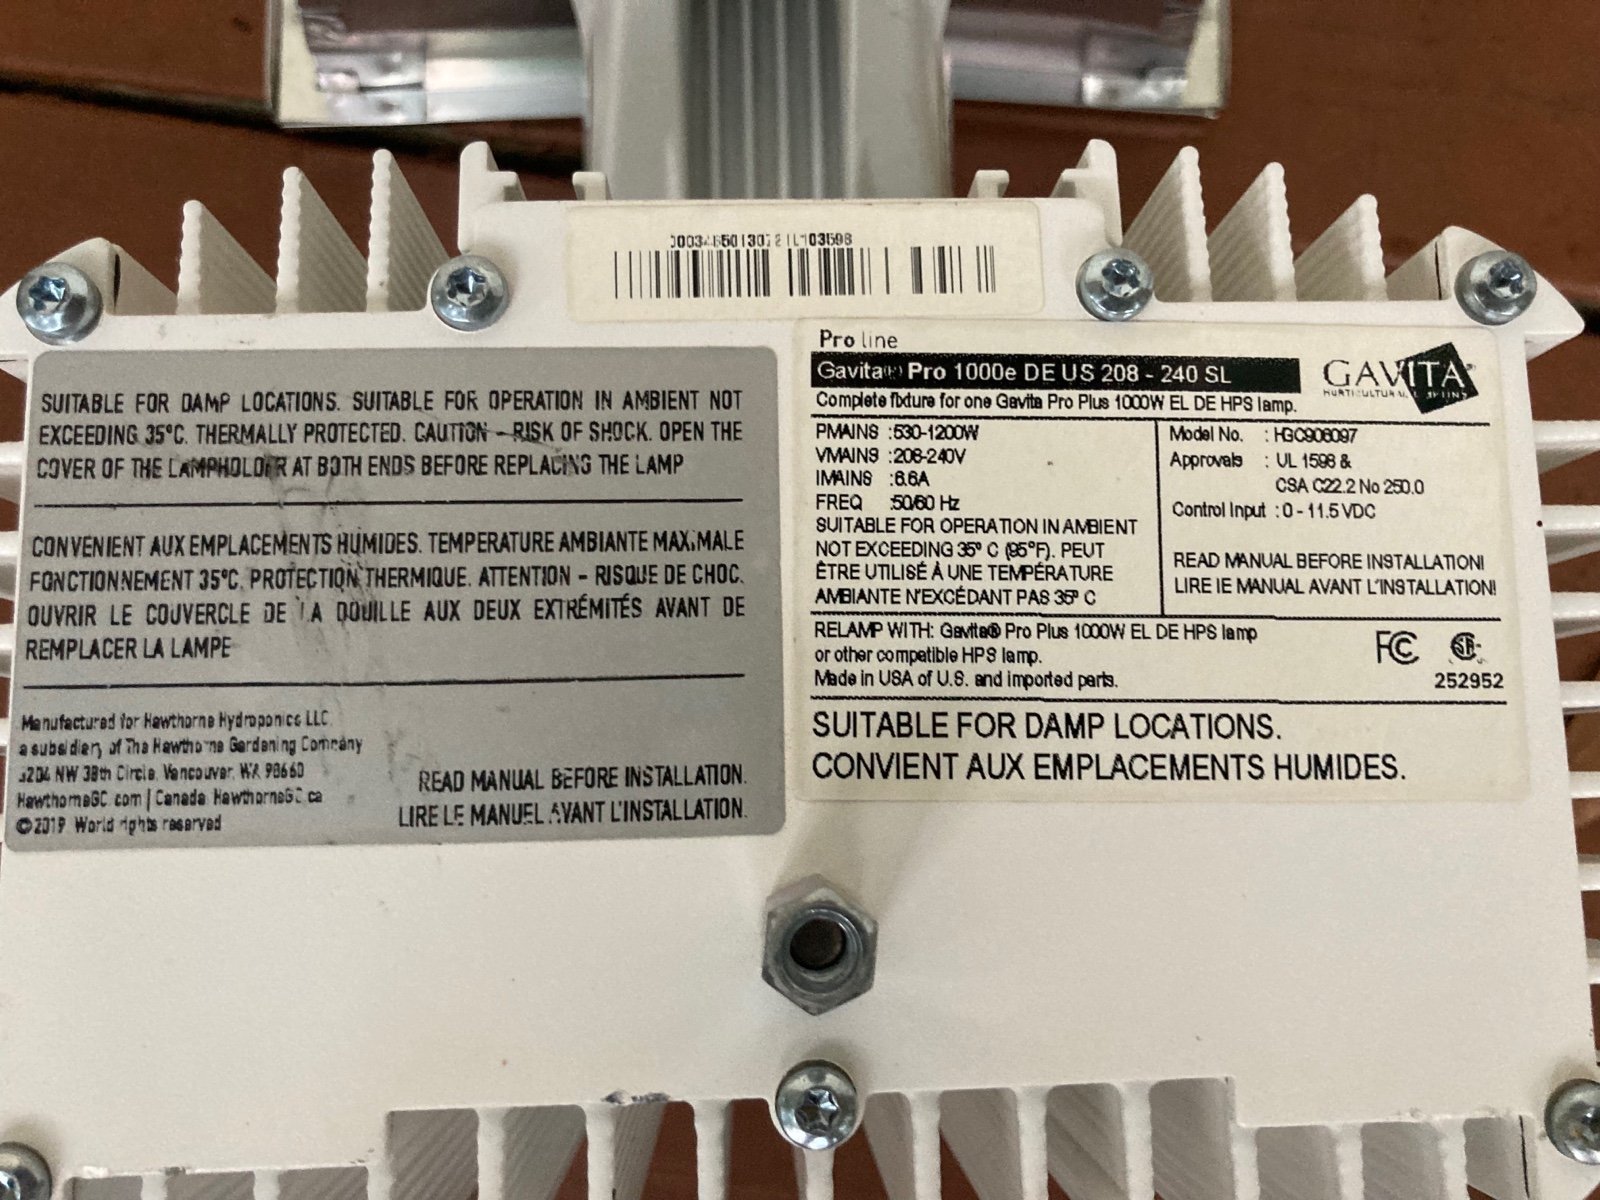 SUITABLE FOR DAMP LOCATIONS. SUITABLE FOR OPERATION IN AMBIENT NOT
EXCEEDING 35°C. THERMALLY PROTECTED. CAUTION – RISK OF SHOCK. OPEN THE
COVER OF THE LAMPHOLDER AT BOTH ENDS BEFORE REPLACING THE LAMP
CONVENIENT AUX EMPLACEMENTS HUMIDES. TEMPERATURE AMBIANTE MAXIMALE
FONCTIONNEMENT 35°C. PROTECTION THERMIQUE. ATTENTION – RISQUE DE CHOC.
OUVRIR LE COUVERCLE DE LA DOUILLE AUX DEUX EXTRÉMITÉS AVANT DE
REMPLACER LA LAMPE
Manufactured for Hawthorne Hydroponics LLC
a subsidiary of The Hawthorne Gardening Company
3204 NW 38th Circle, Vancouver, WA 98660
HawthorneGC.com | Canada: HawthorneGC.ca
©2019 World rights reserved
READ MANUAL BEFORE INSTALLATION.
LIRE LE MANUEL AVANT L'INSTALLATION.
Pro line
Gavita® Pro 1000e DE US 208 - 240 SL
GAVITA®
Complete fixture for one Gavita Pro Plus 1000W EL DE HPS lamp.
PMAINS :530-1200W
VMAINS :208-240V
IMAINS :6.6A
FREQ :50/60 Hz
SUITABLE FOR OPERATION IN AMBIENT
NOT EXCEEDING 35° C (95°F). PEUT
ÊTRE UTILISÉ À UNE TEMPÉRATURE
AMBIANTE N'EXCÉDANT PAS 35° C
Model No. : HGC906097
Approvals : UL 1598 &
CSA C22.2 No 250.0
Control Input : 0 - 11.5 VDC
READ MANUAL BEFORE INSTALLATION!
LIRE lE MANUAL AVANT L'INSTALLATION!
RELAMP WITH: Gavita® Pro Plus 1000W EL DE HPS lamp
or other compatible HPS lamp.
Made in USA of U.S. and imported parts.
FC
252952
SUITABLE FOR DAMP LOCATIONS.
CONVIENT AUX EMPLACEMENTS HUMIDES.